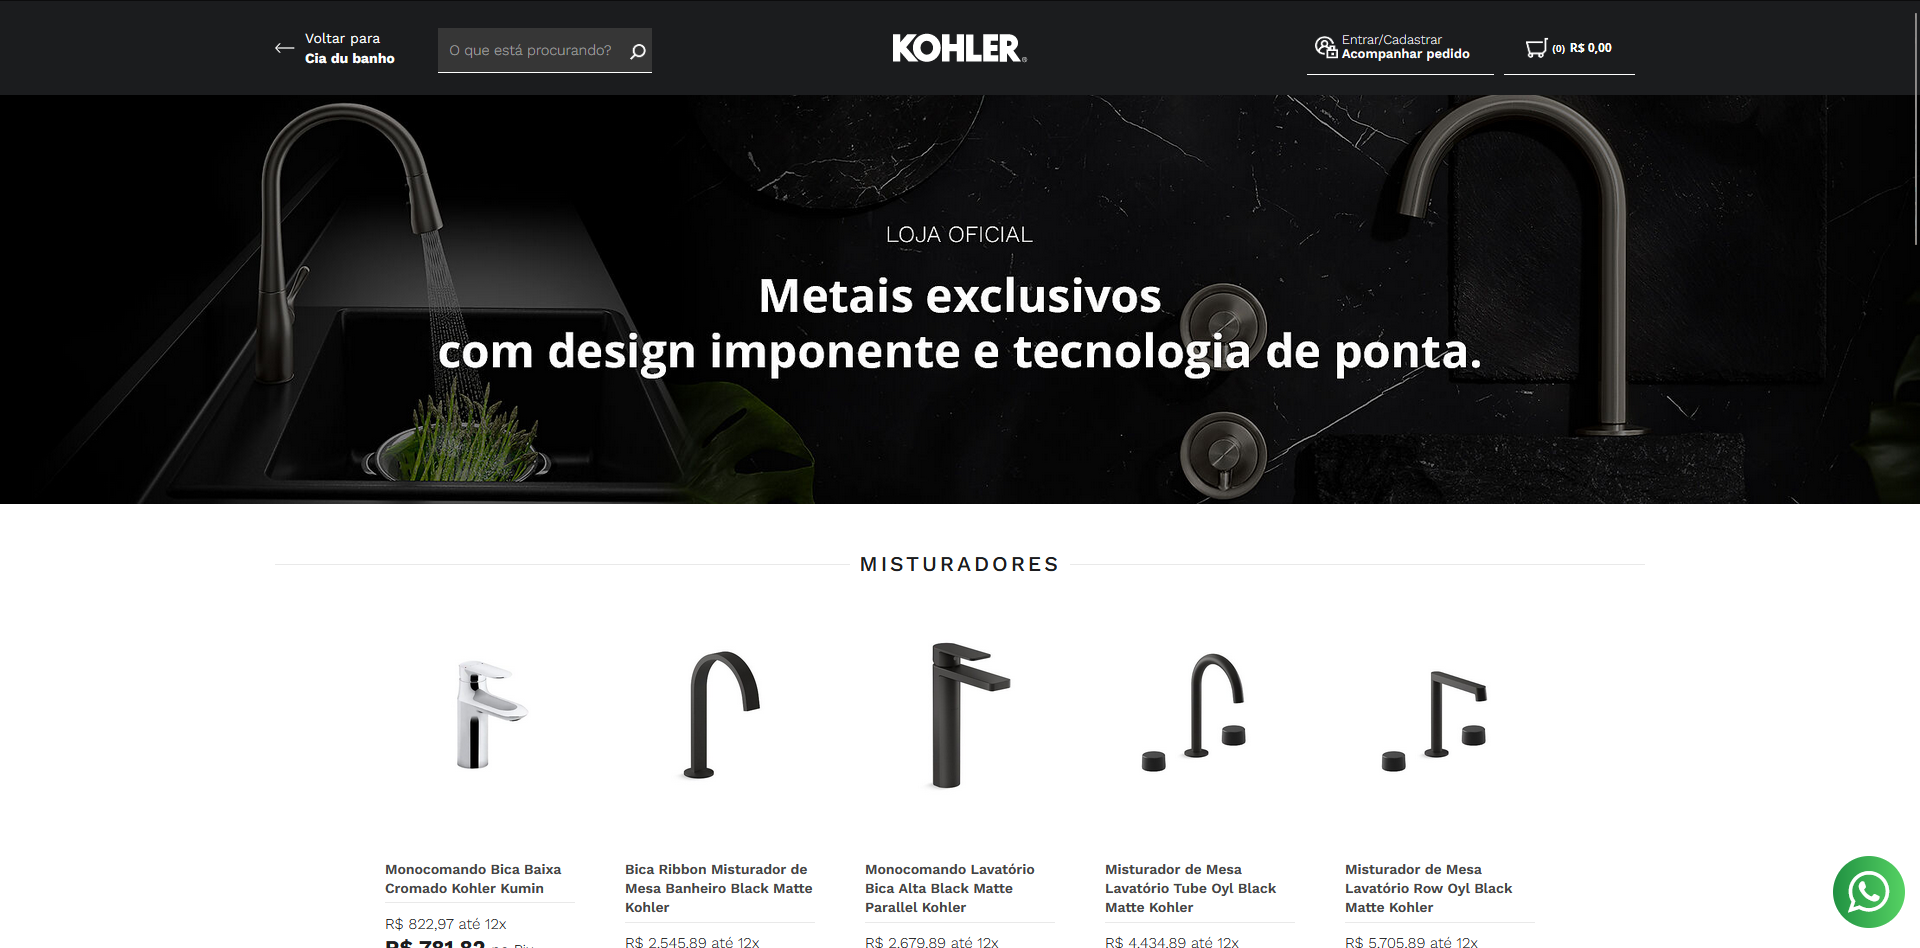 Voltar para
Cia du banho
O que está procurando?
KOHLER
Entrar/Cadastrar
Acompanhar pedido
(0) R$ 0,00
LOJA OFICIAL
Metais exclusivos
com design imponente e tecnologia de ponta.
MISTURADORES
Monocomando Bica Baixa
Cromado Kohler Kumin
R$ 822,97 até 12x
R$ 781,82 no Pix
Bica Ribbon Misturador de
Mesa Banheiro Black Matte
Kohler
R$ 2.545,89 até 12x
Monocomando Lavatório
Bica Alta Black Matte
Parallel Kohler
R$ 2.679,89 até 12x
Misturador de Mesa
Lavatório Tube Oyl Black
Matte Kohler
R$ 4.434,89 até 12x
Misturador de Mesa
Lavatório Row Oyl Black
Matte Kohler
R$ 5.705,89 até 12x